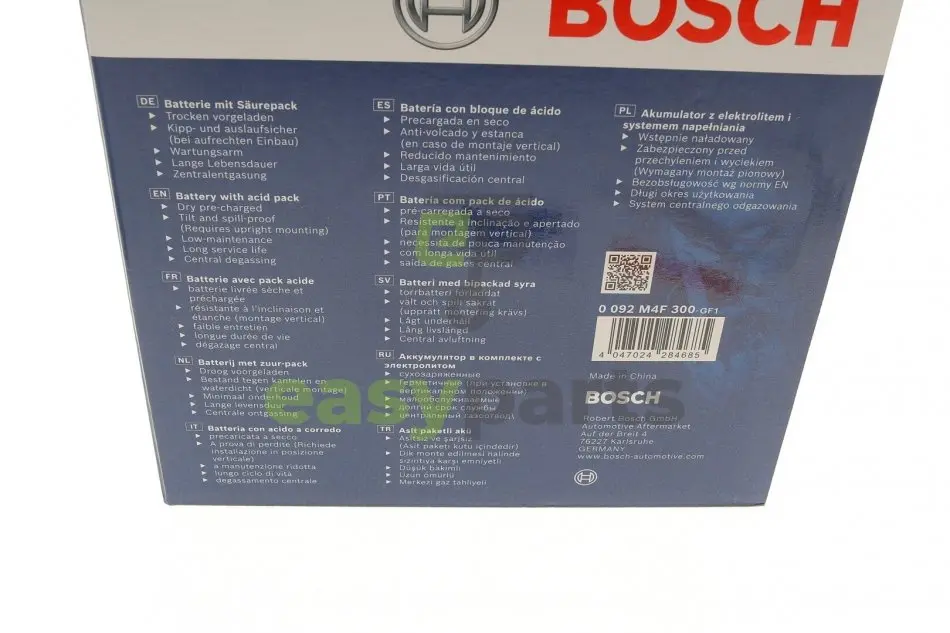 BOSCH
DE Batterie mit Säurepack
▶ Trocken vorgeladen
▶ Kipp- und auslaufsicher
(bei aufrechten Einbau)
▶ Wartungsarm
▶ Lange Lebensdauer
▶ Zentralentgasung
EN Battery with acid pack
▶ Dry pre-charged
▶ Tilt and spill-proof
(Requires upright mounting)
▶ Low-maintenance
▶ Long service life
▶ Central degassing
FR Batterie avec pack acide
▶ batterie livrée sèche et
préchargée
▶ résistante à l'inclinaison et
étanche (montage vertical)
▶ faible entretien
▶ longue durée de vie
▶ dégazage central
NL Batterij met zuur-pack
▶ Droog voorgeladen
▶ Bestand tegen kantelen en
waterdicht (verticale montage)
▶ Minimaal onderhoud
▶ Lange levensduur
▶ Centrale ontgassing
IT Batteria con acido a corredo
▶ precaricata a secco
▶ A prova di perdite (Richiede
installazione in posizione
verticale)
▶ a manutenzione ridotta
▶ lungo ciclo di vita
▶ degassamento centrale
ES Batería con bloque de ácido
▶ Precargada en seco
▶ Anti-volcado y estanca
(en caso de montaje vertical)
▶ Reducido mantenimiento
▶ Larga vida útil
▶ Desgasificación central
PT Bateria com pack de ácido
▶ pré-carregada a seco
▶ Resistente a inclinação e apertado
(para montagem vertical)
▶ necessita de pouca manutenção
▶ com longa vida útil
▶ saída de gases central
SV Batteri med bipackad syra
▶ torrbatteri förladdat
▶ vält och spill säkrat
(upprätt montering krävs)
▶ Lågt underhåll
▶ Lång livslängd
▶ Central avluftning
RU Аккумулятор в комплекте с
электролитом
▶ сухозаряженные
▶ герметичные (при установке в
вертикальном положении)
▶ малообслуживаемые
▶ долгий срок службы
▶ центральный газоотвод
TR Asit paketli akü
▶ Asitsiz ve şarjsız
(Asit paketi kutu içindedir)
▶ Dik monte edilmesi halinde
sızıntıya karşı emniyetli
▶ Düşük bakımlı
▶ Uzun ömürlü
▶ Merkezi gaz tahliyeli
PL Akumulator z elektrolitem i
systemem napełniania
▶ Wstępnie naładowany
▶ Zabezpieczony przed
przechyleniem i wyciekiem
(Wymagany montaż pionowy)
▶ Bezobsługowość wg normy EN
▶ Długi okres użytkowania
▶ System centralnego odgazowania
0 092 M4F 300-GF1
4 047024 284685
Made in China
BOSCH
Robert Bosch GmbH
Automotive Aftermarket
Auf der Breit 4
76227 Karlsruhe
GERMANY
www.bosch-automotive.com
easyparts